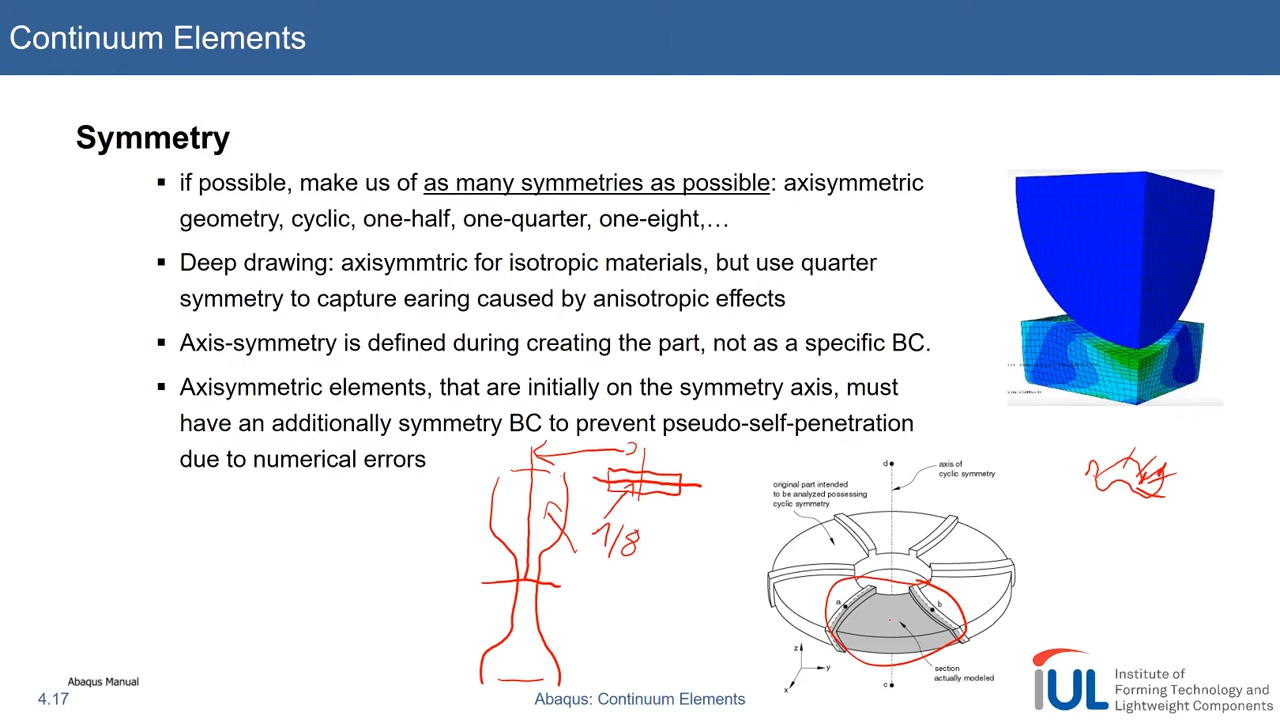 Continuum Elements
Symmetry
▪ if possible, make us of as many symmetries as possible: axisymmetric
geometry, cyclic, one-half, one-quarter, one-eight,…
▪ Deep drawing: axisymmtric for isotropic materials, but use quarter
symmetry to capture earing caused by anisotropic effects
▪ Axis-symmetry is defined during creating the part, not as a specific BC.
▪ Axisymmetric elements, that are initially on the symmetry axis, must
have an additionally symmetry BC to prevent pseudo-self-penetration
due to numerical errors
1/8
d
axis of
cyclic symmetry
original part intended
to be analyzed possessing
cyclic symmetry
a
b
z
y
x
c
section
actually modeled
Abaqus Manual
4.17
Abaqus: Continuum Elements
IUL
Institute of
Forming Technology and
Lightweight Components